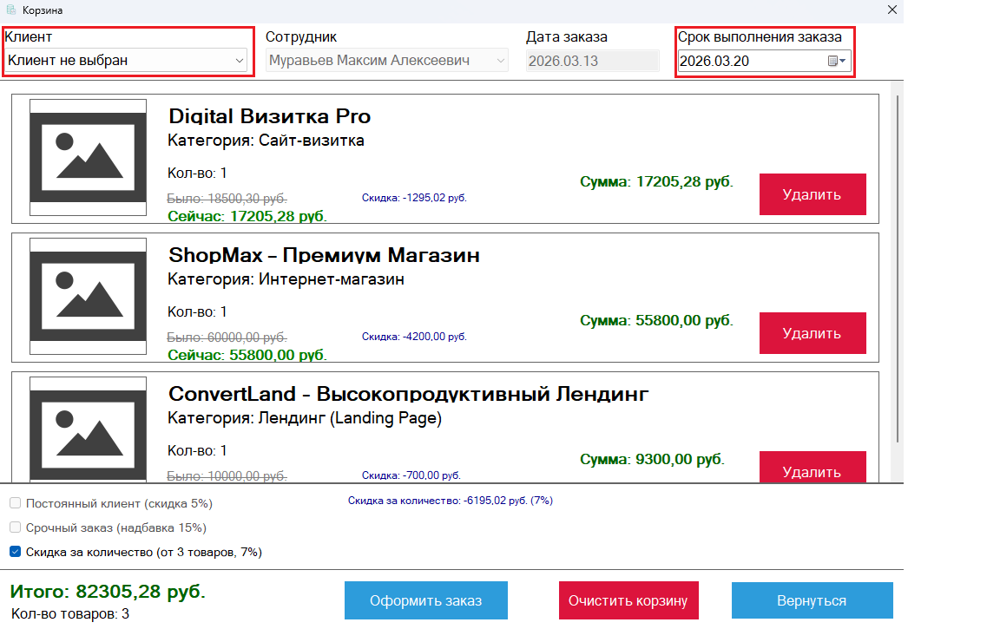 Корзина
Клиент
Сотрудник
Дата заказа
Срок выполнения заказа
Клиент не выбран
Муравьев Максим Алексеевич
2026.03.13
2026.03.20
Digital Визитка Pro
Категория: Сайт-визитка
Кол-во: 1
Сумма: 17205,28 руб.
Удалить
Было: 18500,30 руб.
Скидка: -1295,02 руб.
Сейчас: 17205,28 руб.
ShopMax - Премиум Магазин
Категория: Интернет-магазин
Кол-во: 1
Сумма: 55800,00 руб.
Удалить
Было: 60000,00 руб.
Скидка: -4200,00 руб.
Сейчас: 55800,00 руб.
ConvertLand - Высокопродуктивный Лендинг
Категория: Лендинг (Landing Page)
Кол-во: 1
Сумма: 9300,00 руб.
Удалить
Было: 10000,00 руб.
Скидка: -700,00 руб.
Постоянный клиент (скидка 5%)
Скидка за количество: -6195,02 руб. (7%)
Срочный заказ (надбавка 15%)
Скидка за количество (от 3 товаров, 7%)
Итого: 82305,28 руб.
Кол-во товаров: 3
Оформить заказ
Очистить корзину
Вернуться